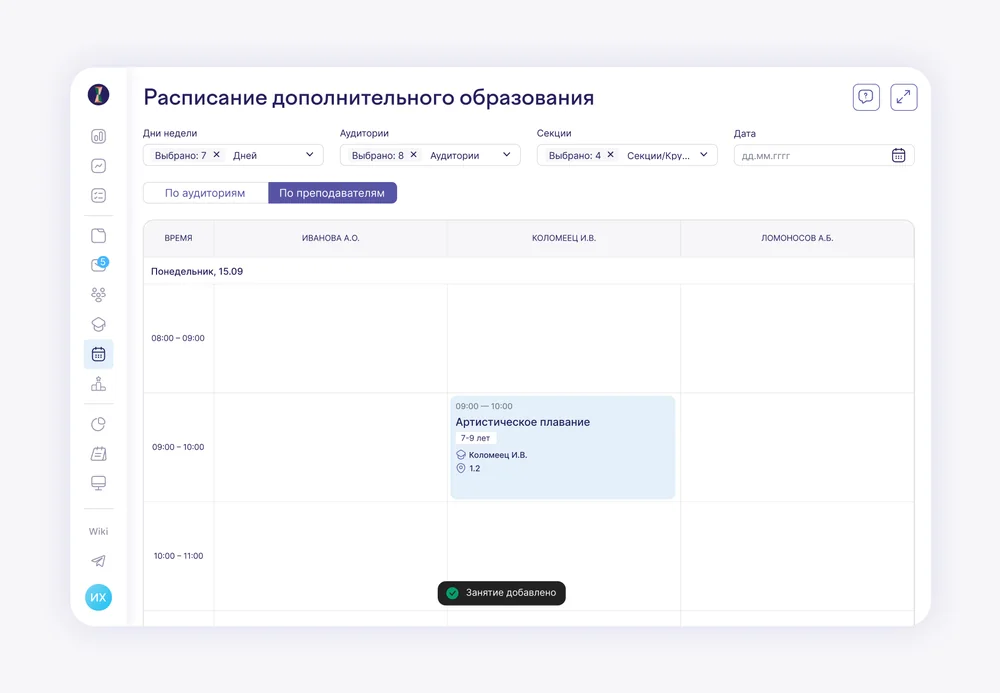 Расписание дополнительного образования
Дни недели
Аудитории
Секции
Дата
Выбрано: 7 Дней
Выбрано: 8 Аудитории
Выбрано: 4 Секции/Кру...
дд.мм.гггг
По аудиториям
По преподавателям
ВРЕМЯ
ИВАНОВА А.О.
КОЛОМЕЕЦ И.В.
ЛОМОНОСОВ А.Б.
Понедельник, 15.09
08:00 – 09:00
09:00 – 10:00
09:00 — 10:00
Артистическое плавание
7-9 лет
Коломеец И.В.
1.2
10:00 – 11:00
Занятие добавлено
5
Wiki
ИХ